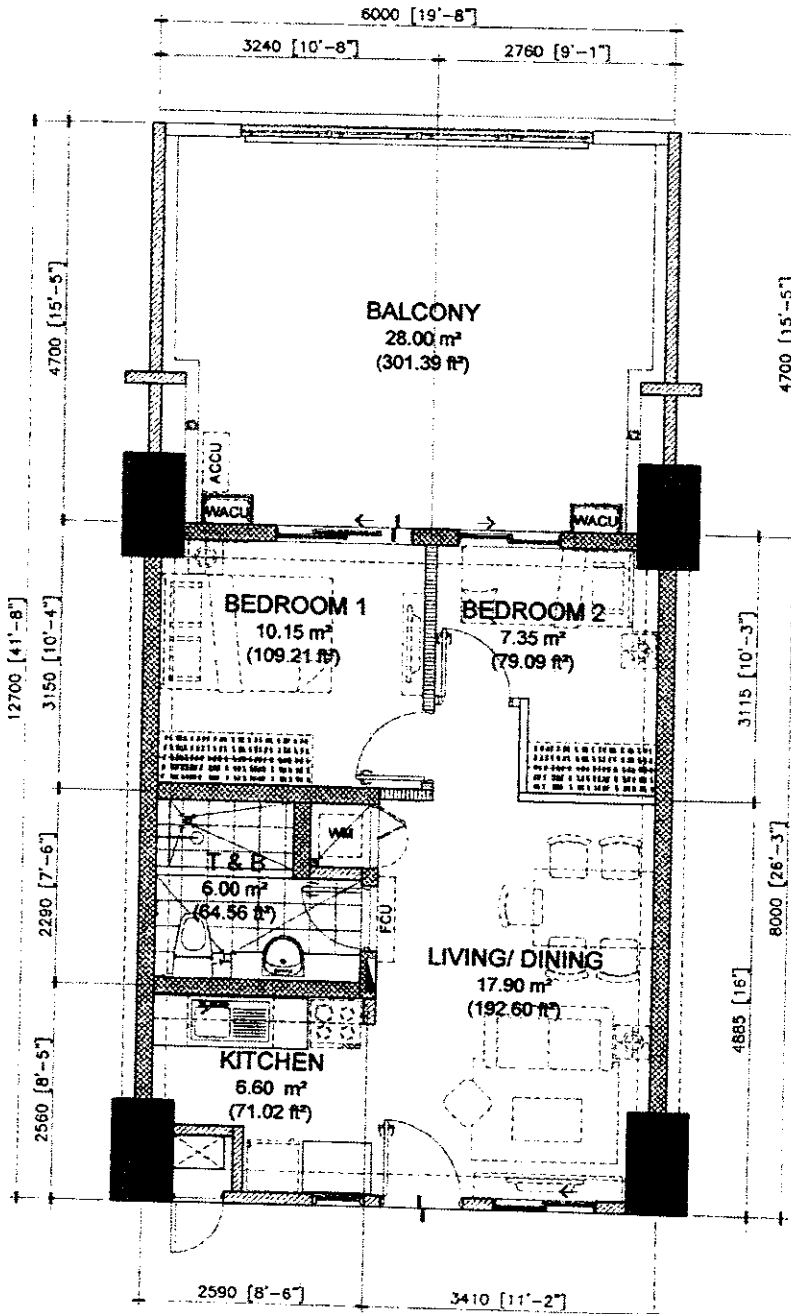 6000 [19'-8"]
3240 [10'-8"]
2760 [9'-1"]
12700 [41'-8"]
4700 [15'-5"]
4700 [15'-5"]
BALCONY
28.00 m²
(301.39 ft²)
ACCU
WACU
WACU
3150 [10'-4"]
BEDROOM 1
10.15 m²
(109.21 ft²)
BEDROOM 2
7.35 m²
(79.09 ft²)
3115 [10'-3"]
8000 [26'-3"]
2290 [7'-6"]
WM
T & B
6.00 m²
(64.56 ft²)
FCU
LIVING/ DINING
17.90 m²
(192.60 ft²)
4885 [16']
2560 [8'-5"]
KITCHEN
6.60 m²
(71.02 ft²)
2590 [8'-6"]
3410 [11'-2"]